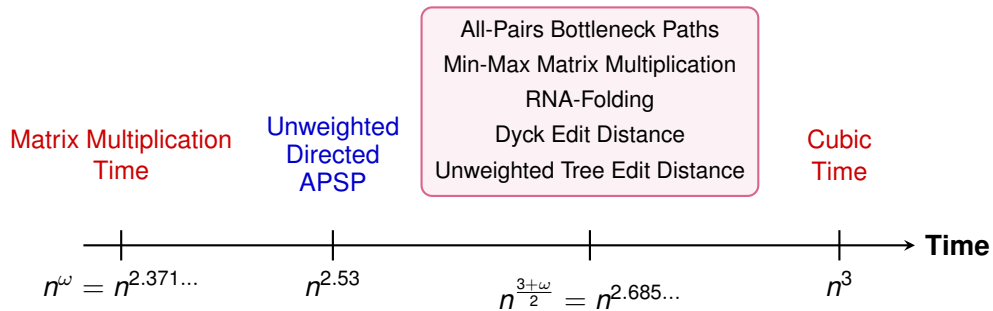 All-Pairs Bottleneck Paths
Min-Max Matrix Multiplication
RNA-Folding
Dyck Edit Distance
Unweighted Tree Edit Distance
Matrix Multiplication
Time
Unweighted
Directed
APSP
Cubic
Time
Time
n^ω = n^2.371...
n^2.53
n^(3+ω)/2 = n^2.685...
n^3